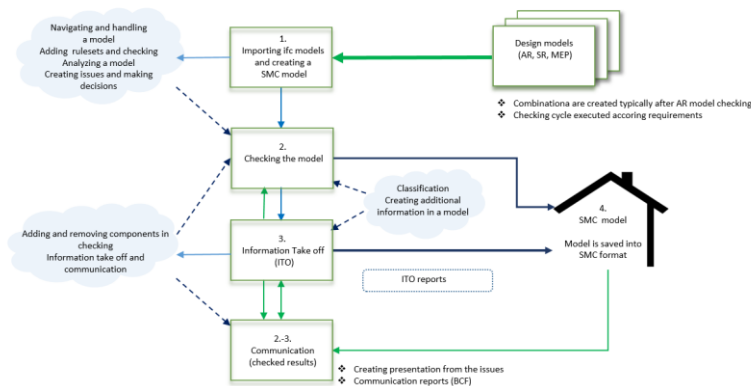 Navigating and handling
a model
Adding rulesets and checking
Analyzing a model
Creating issues and making
decisions
1.
Importing ifc models
and creating a
SMC model
Design models
(AR, SR, MEP)
❖ Combinationa are created typically after AR model checking
❖ Checking cycle executed accoring requirements
2.
Checking the model
Classification
Creating additional
information in a model
4.
SMC model
Model is saved into
SMC format
Adding and removing components in
checking
Information take off and
communication
3.
Information Take off
(ITO)
ITO reports
2.-3.
Communication
(checked results)
❖ Creating presentation from the issues
❖ Communication reports (BCF)